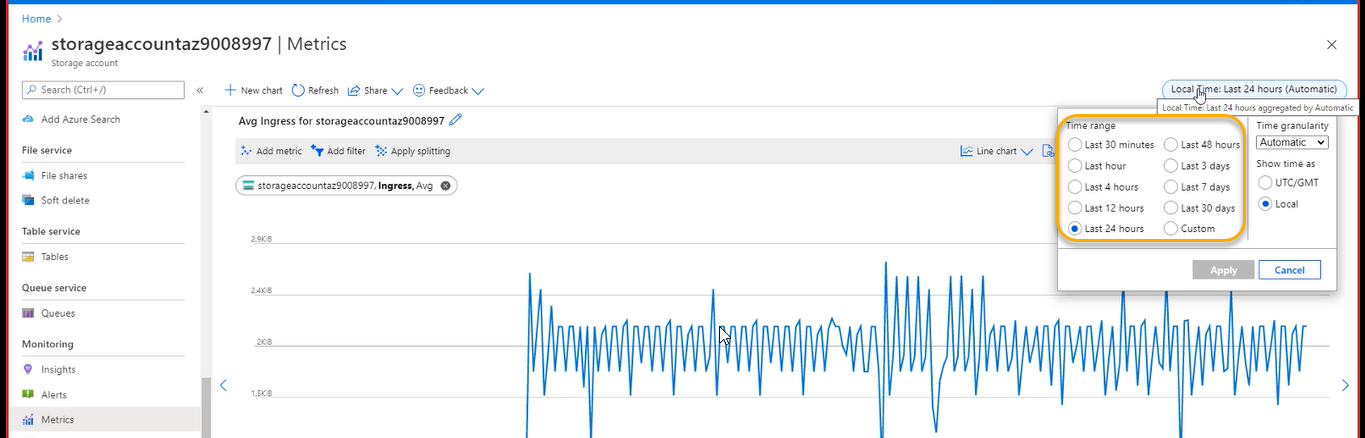 Home >
storageaccountaz9008997 | Metrics
Storage account
Search (Ctrl+/)
«
New chart
Refresh
Share
Feedback
Local Time: Last 24 hours (Automatic)
Local Time: Last 24 hours aggregated by Automatic
Add Azure Search
File service
File shares
Soft delete
Table service
Tables
Queue service
Queues
Monitoring
Insights
Alerts
Metrics
Avg Ingress for storageaccountaz9008997
Add metric
Add filter
Apply splitting
Line chart
storageaccountaz9008997, Ingress, Avg
2.9KiB
2.4KiB
2KiB
1.5KiB
Time range
Last 30 minutes
Last 48 hours
Last hour
Last 3 days
Last 4 hours
Last 7 days
Last 12 hours
Last 30 days
Last 24 hours
Custom
Time granularity
Automatic
Show time as
UTC/GMT
Local
Apply
Cancel